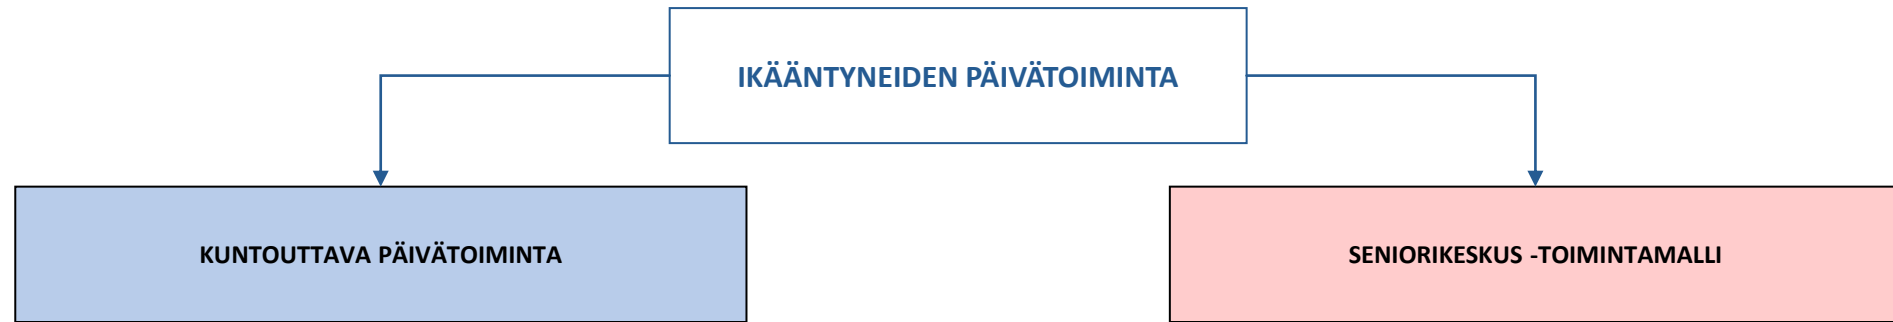 IKÄÄNTYNEIDEN PÄIVÄTOIMINTA
KUNTOUTTAVA PÄIVÄTOIMINTA
SENIORIKESKUS -TOIMINTAMALLI